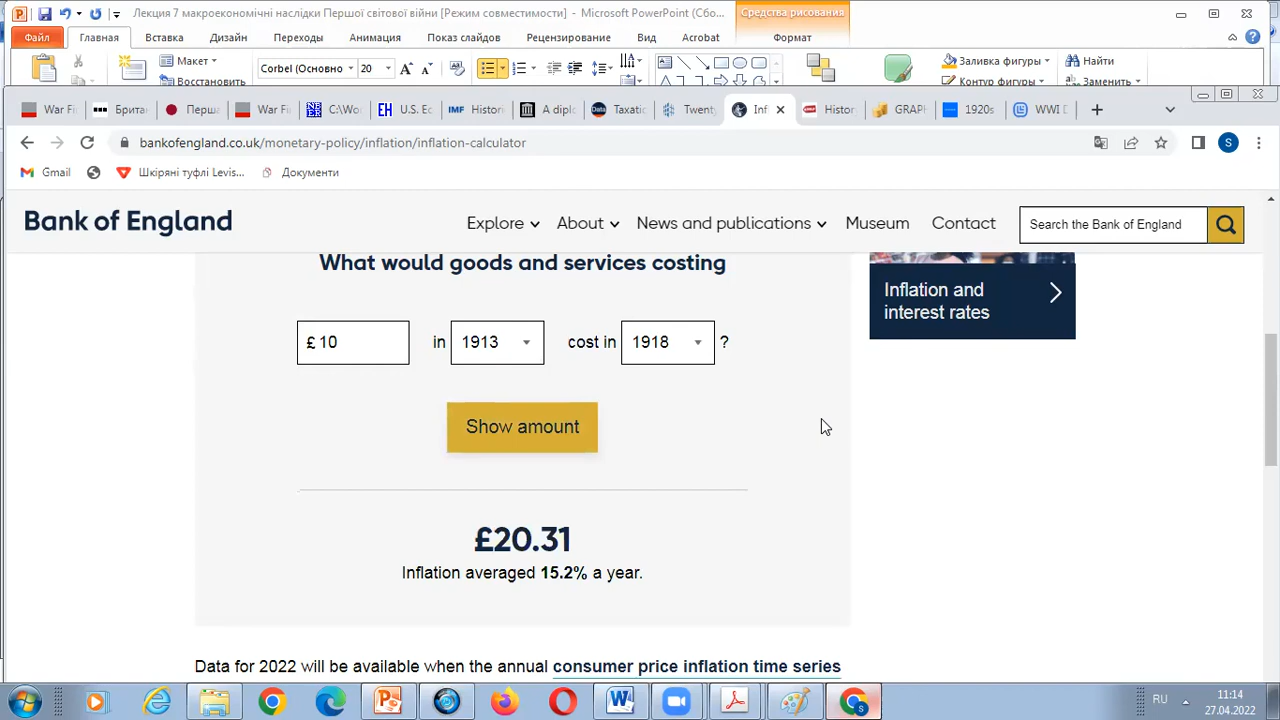 Лекция 7 макроекономічні наслідки Першої світової війни [Режим совместимости] - Microsoft PowerPoint (Сбо...
Средства рисования
Файл Главная Вставка Дизайн Переходы Анимация Показ слайдов Рецензирование Вид Acrobat Формат
Макет
Восстановить
Corbel (Основно 20
Заливка фигуры
Контур фигуры
Найти
Заменить
War Fi Брита Перша War Fi C:\Wo U.S. Ec Histori A diplo Taxatio Twenty Inf Histor GRAPH 1920s WWI D
bankofengland.co.uk/monetary-policy/inflation/inflation-calculator
S
Gmail Шкіряні туфлі Levis... Документи
Bank of England
Explore About News and publications Museum Contact
Search the Bank of England
What would goods and services costing
Inflation and
interest rates
£ 10 in 1913 cost in 1918 ?
Show amount
£20.31
Inflation averaged 15.2% a year.
Data for 2022 will be available when the annual consumer price inflation time series
RU
11:14
27.04.2022